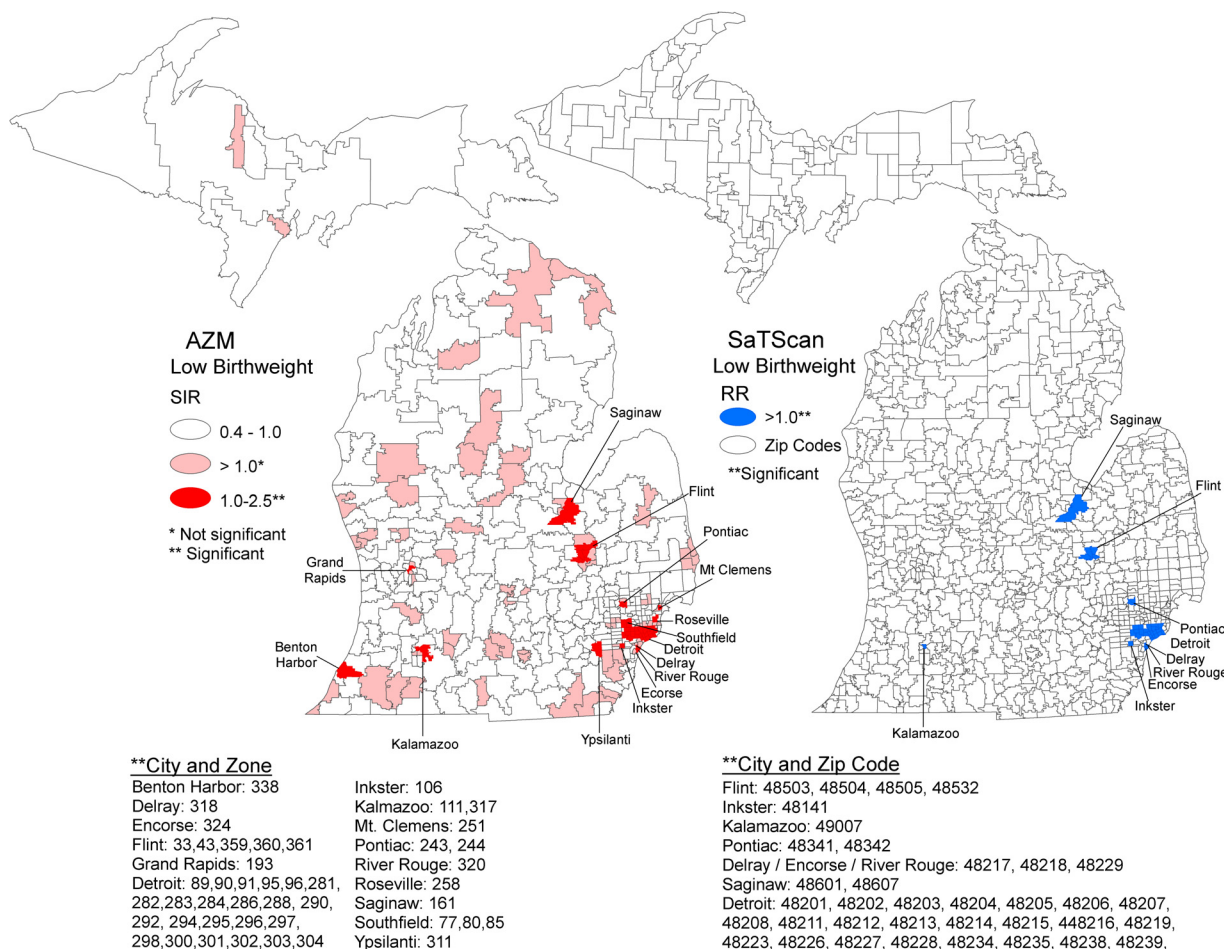 AZM
Low Birthweight
SIR
0.4 - 1.0
> 1.0*
1.0-2.5**
* Not significant
** Significant
Saginaw
Flint
Pontiac
Mt Clemens
Roseville
Southfield
Detroit
Delray
River Rouge
Ecorse
Inkster
Ypsilanti
Kalamazoo
Benton
Harbor
Grand
Rapids
SaTScan
Low Birthweight
RR
>1.0**
Zip Codes
**Significant
Saginaw
Flint
Pontiac
Detroit
Delray
River Rouge
Encorse
Inkster
Kalamazoo
**City and Zone
Benton Harbor: 338
Delray: 318
Encorse: 324
Flint: 33,43,359,360,361
Grand Rapids: 193
Detroit: 89,90,91,95,96,281,
282,283,284,286,288, 290,
292, 294,295,296,297,
298,300,301,302,303,304
Inkster: 106
Kalmazoo: 111,317
Mt. Clemens: 251
Pontiac: 243, 244
River Rouge: 320
Roseville: 258
Saginaw: 161
Southfield: 77,80,85
Ypsilanti: 311
**City and Zip Code
Flint: 48503, 48504, 48505, 48532
Inkster: 48141
Kalamazoo: 49007
Pontiac: 48341, 48342
Delray / Encorse / River Rouge: 48217, 48218, 48229
Saginaw: 48601, 48607
Detroit: 48201, 48202, 48203, 48204, 48205, 48206, 48207,
48208, 48211, 48212, 48213, 48214, 48215, 448216, 48219,
48223, 48226, 48227, 48228, 48234, 48235, 48238, 48239,